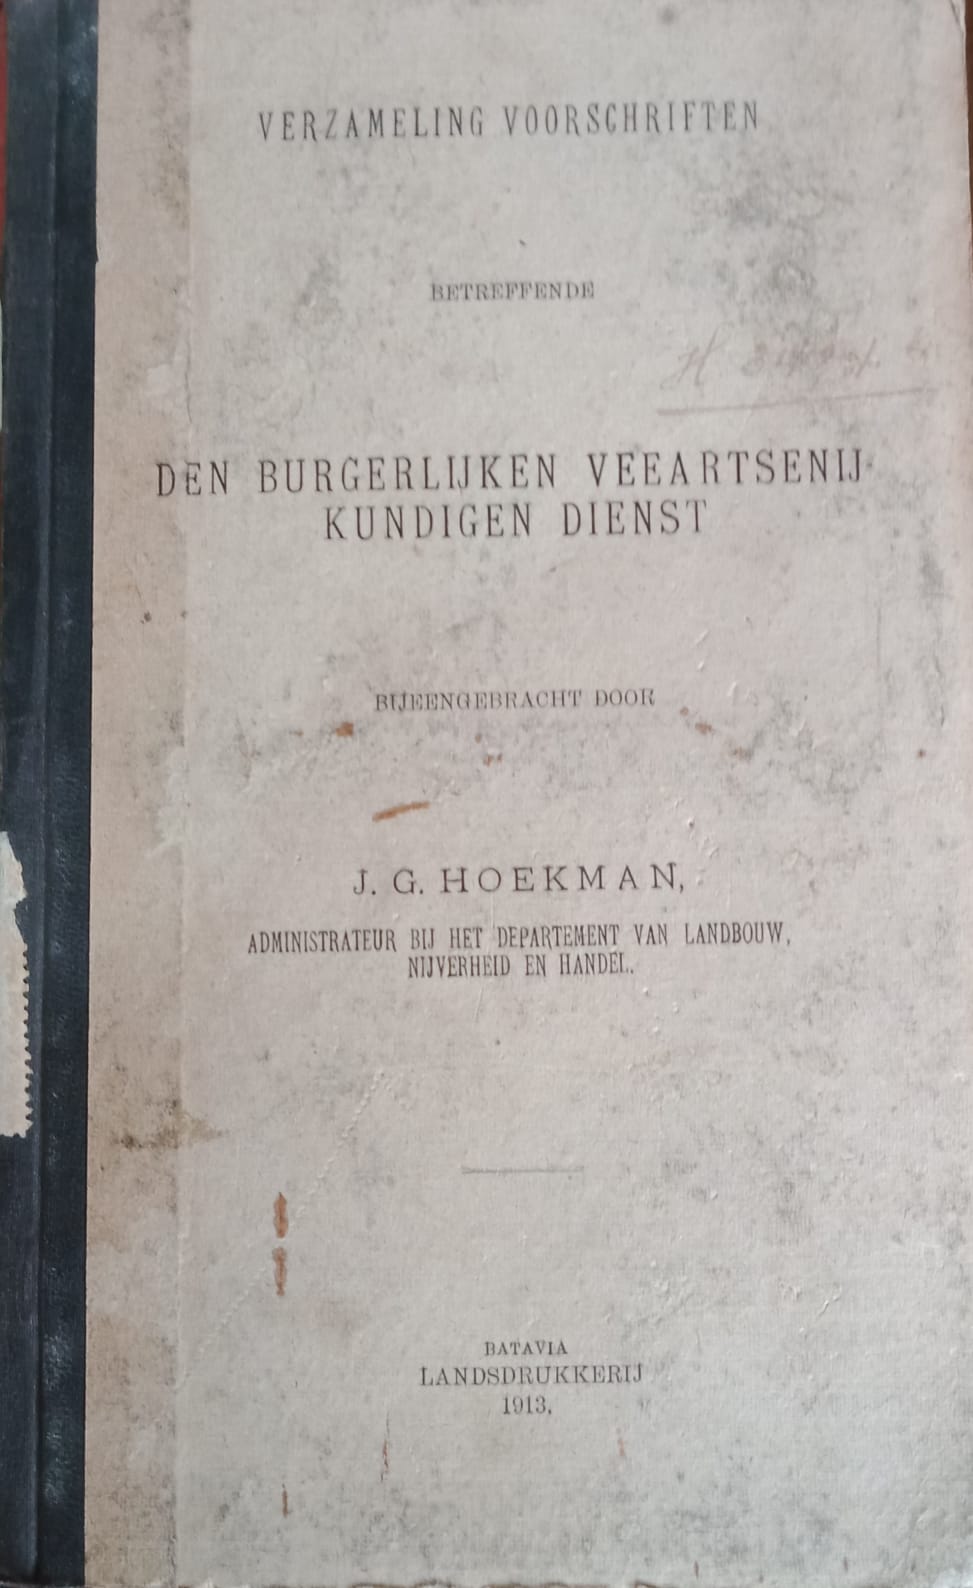 VERZAMELING VOORSCHRIFTEN
BETREFFENDE
DEN BURGERLIJKEN VEEARTSENIJ-
KUNDIGEN DIENST
BIJEENGEBRACHT DOOR
J. G. HOEKMAN,
ADMINISTRATEUR BIJ HET DEPARTEMENT VAN LANDBOUW,
NIJVERHEID EN HANDEL.
BATAVIA
LANDSDRUKKERIJ
1913.